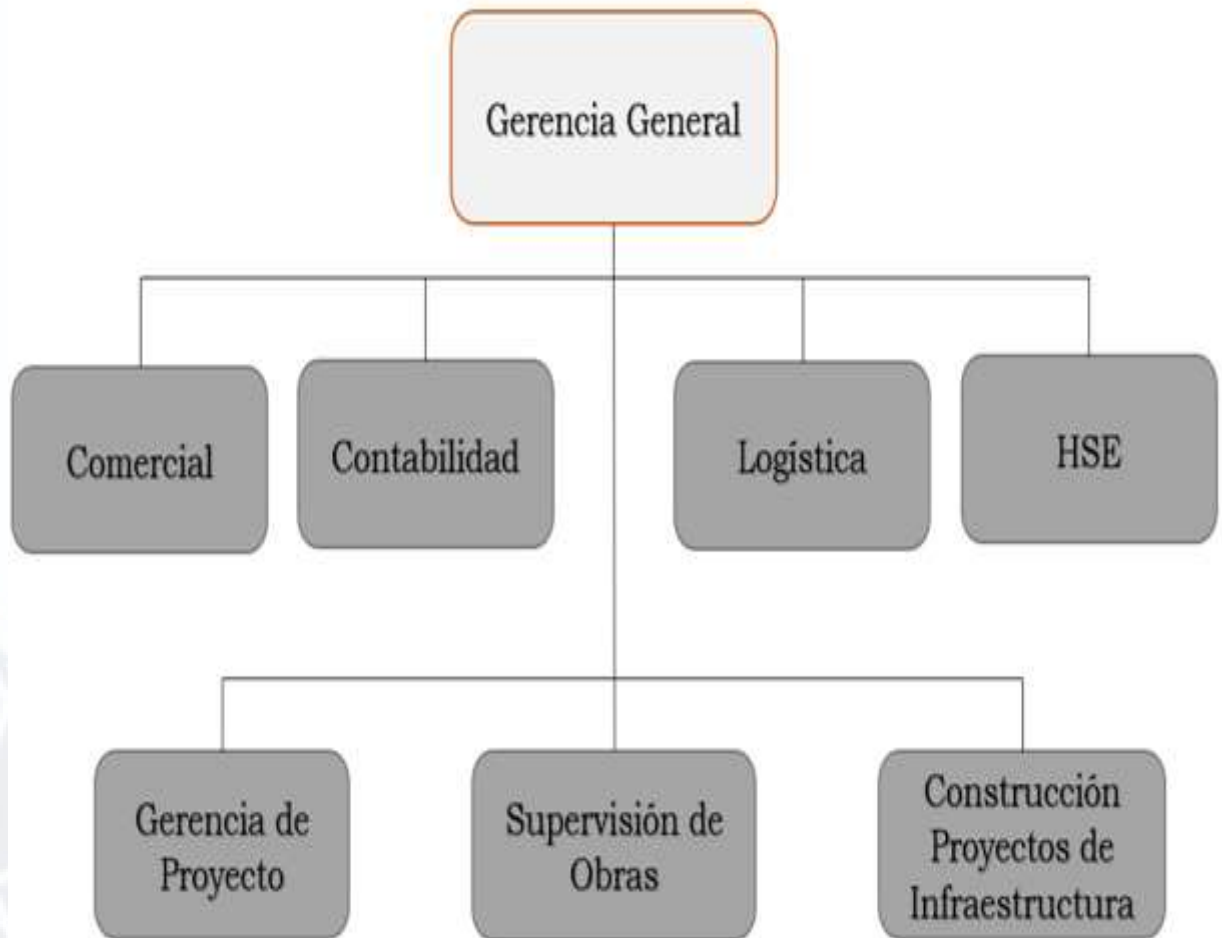 Gerencia General
Comercial
Contabilidad
Logística
HSE
Gerencia de
Proyecto
Supervisión de
Obras
Construcción
Proyectos de
Infraestructura